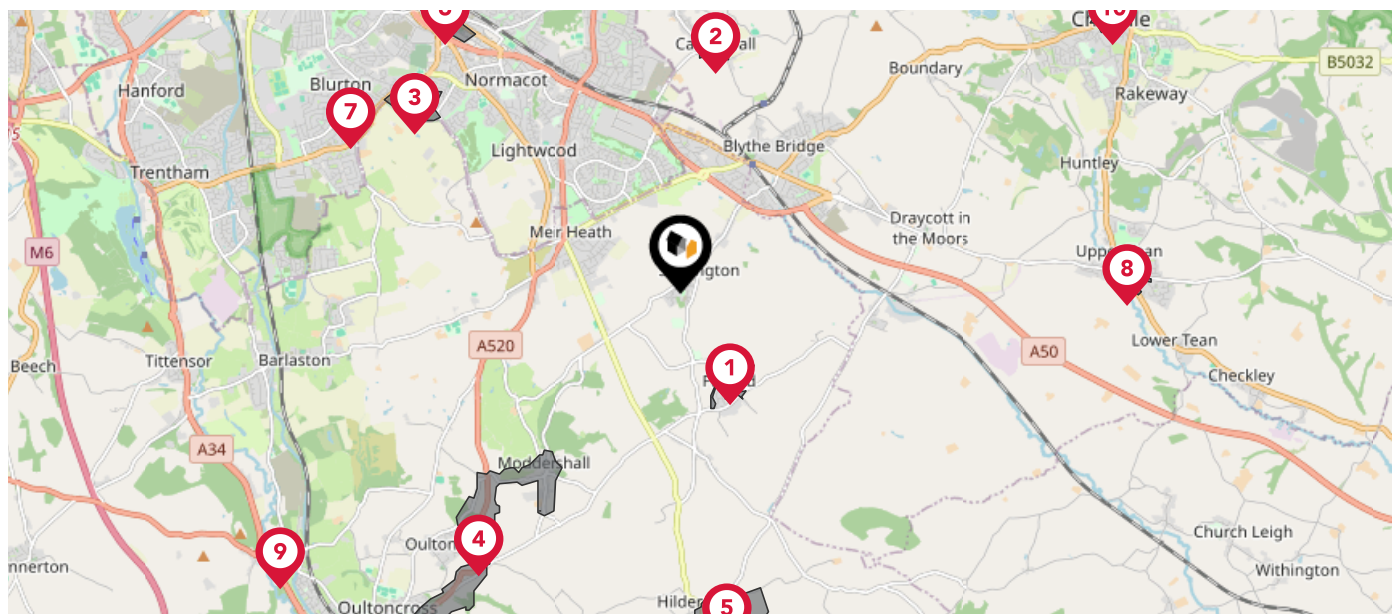 2
B5032
Boundary
Normacot
Blurton
Hanford
Rakeway
3
7
Blythe Bridge
Lightwood
Huntley
Trentham
Draycott in
the Moors
Meir Heath
M6
8
A520
Lower Tean
A50
Tittensor
Barlaston
Beech
1
Checkley
A34
Moddershall
Church Leigh
4
9
Withington
Oultoncross
5